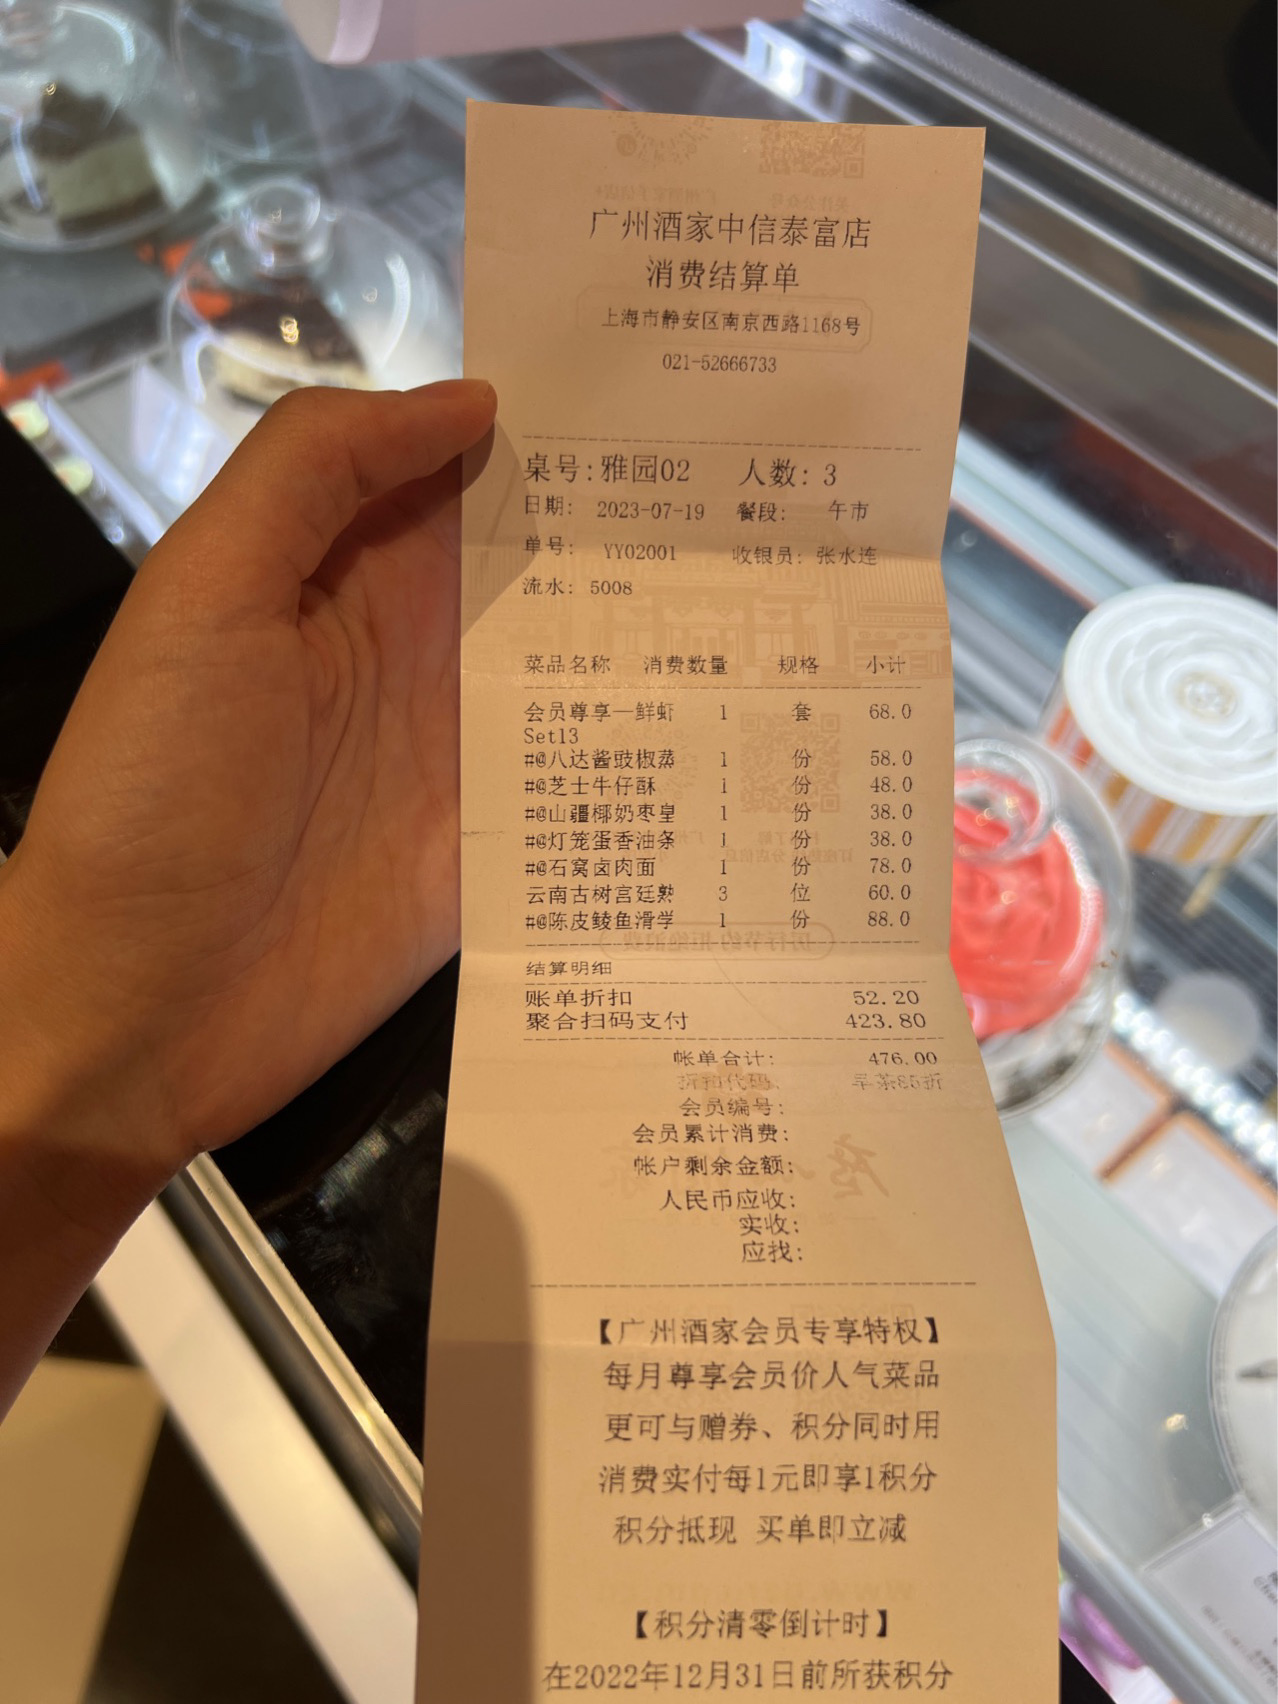 广州酒家中信泰富店
消费结算单
上海市静安区南京西路1168号
021-52666733
桌号:雅园02 人数: 3
日期: 2023-07-19 餐段: 午市
单号: YY02001 收银员: 张水连
流水: 5008
菜品名称 消费数量 规格 小计
会员尊享一鲜虾 1 套 68.0
Set13
#@八达酱豉椒蒸 1 份 58.0
#@芝士牛仔酥 1 份 48.0
#@山疆椰奶枣皇 1 份 38.0
#@灯笼蛋香油条 1 份 38.0
#@石窝卤肉面 1 份 78.0
云南古树宫廷熟 3 位 60.0
#@陈皮鲮鱼滑学 1 份 88.0
结算明细
账单折扣 52.20
聚合扫码支付 423.80
帐单合计: 476.00
折扣代码: 早茶85折
会员编号:
会员累计消费:
帐户剩余金额:
人民币应收:
实收:
应找:
【广州酒家会员专享特权】
每月尊享会员价人气菜品
更可与赠券、积分同时用
消费实付每1元即享1积分
积分抵现 买单即立减
【积分清零倒计时】
在2022年12月31日前所获积分